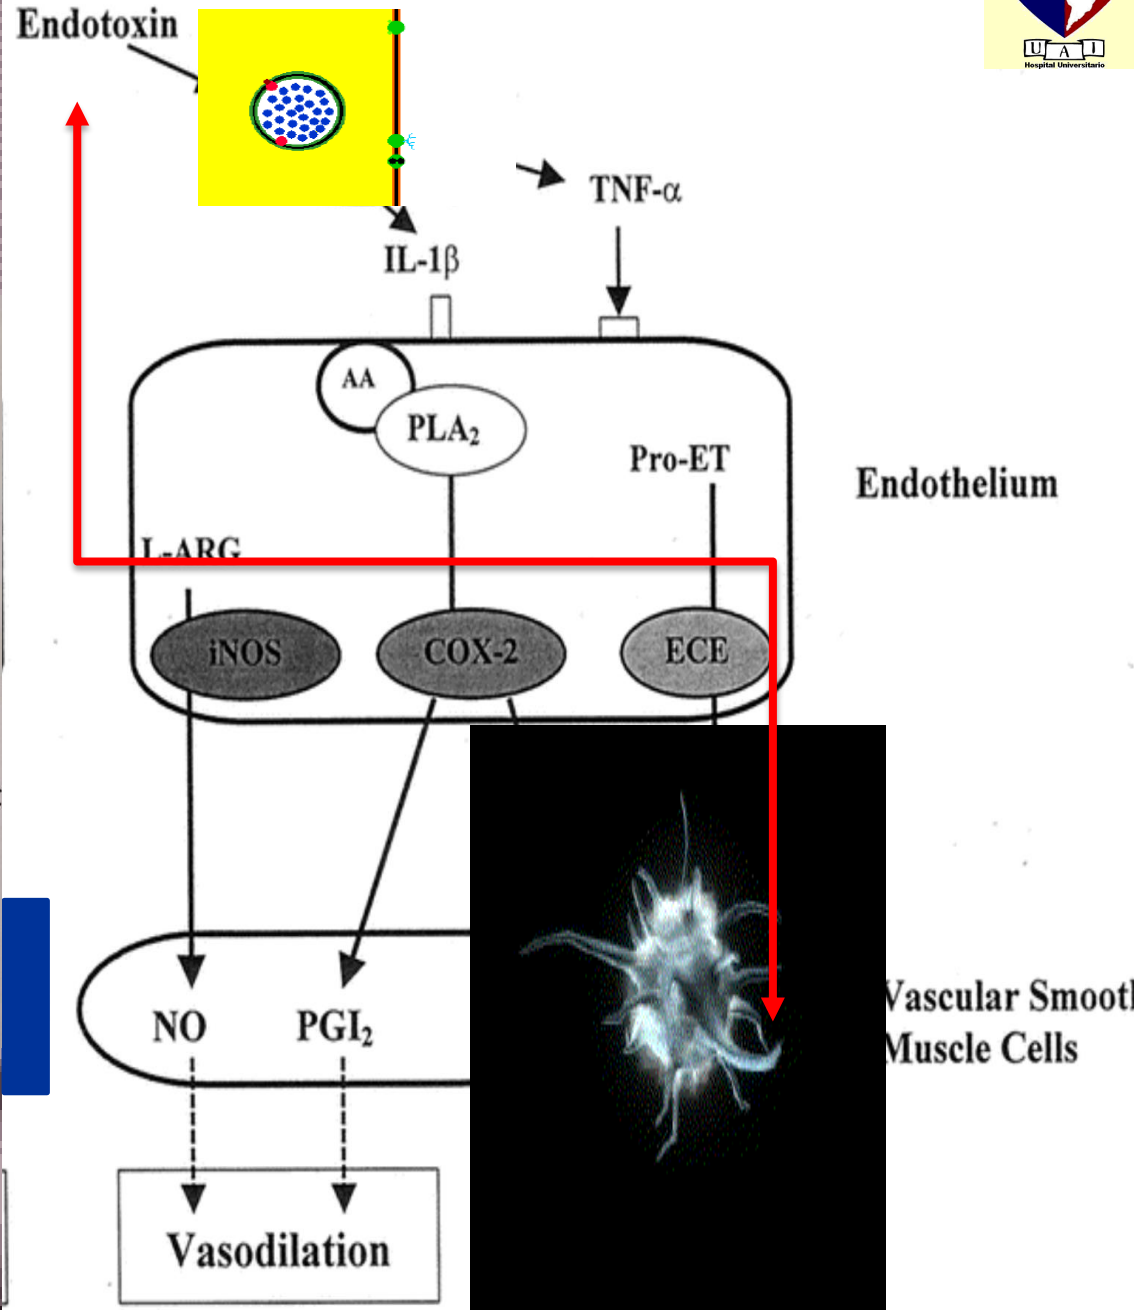 Endotoxin
U A I
Hospital Universitario
TNF-α
IL-1β
AA
PLA₂
Pro-ET
Endothelium
L-ARG
iNOS
COX-2
ECE
NO
PGI₂
Vascular Smooth
Muscle Cells
Vasodilation